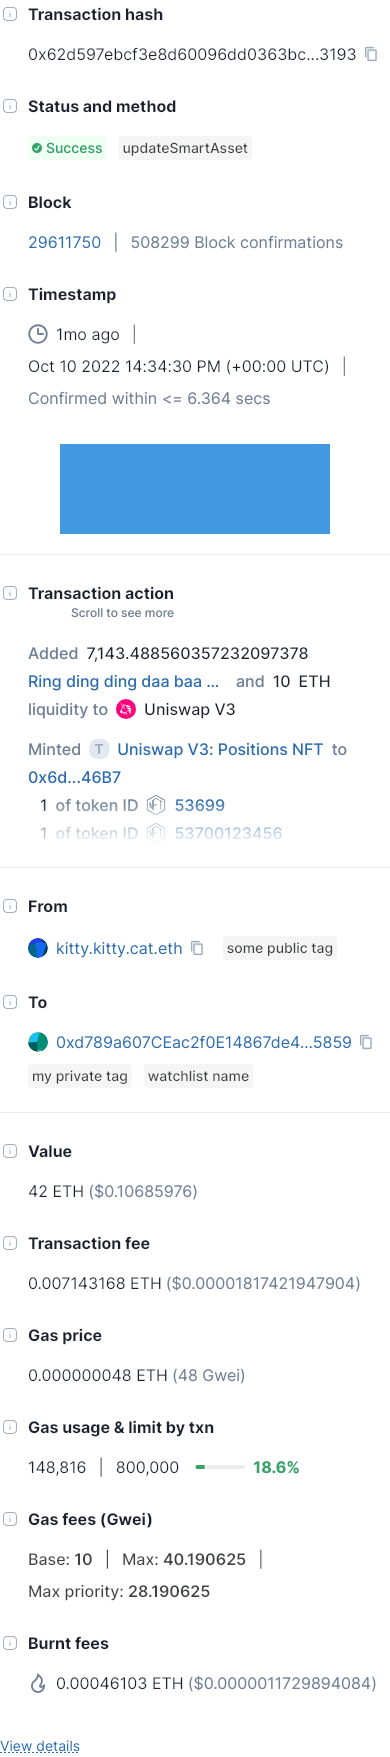 Transaction hash
0x62d597ebcf3e8d60096dd0363bc...3193
Status and method
Success updateSmartAsset
Block
29611750 | 508299 Block confirmations
Timestamp
1mo ago |
Oct 10 2022 14:34:30 PM (+00:00 UTC) |
Confirmed within <= 6.364 secs
Transaction action
Scroll to see more
Added 7,143.488560357232097378
Ring ding ding daa baa ... and 10 ETH
liquidity to Uniswap V3
Minted T Uniswap V3: Positions NFT to
0x6d...46B7
1 of token ID 53699
1 of token ID 53700123456
From
kitty.kitty.cat.eth some public tag
To
0xd789a607CEac2f0E14867de4...5859
my private tag watchlist name
Value
42 ETH ($0.10685976)
Transaction fee
0.007143168 ETH ($0.00001817421947904)
Gas price
0.000000048 ETH (48 Gwei)
Gas usage & limit by txn
148,816 | 800,000 18.6%
Gas fees (Gwei)
Base: 10 | Max: 40.190625 |
Max priority: 28.190625
Burnt fees
0.00046103 ETH ($0.0000011729894084)
View details